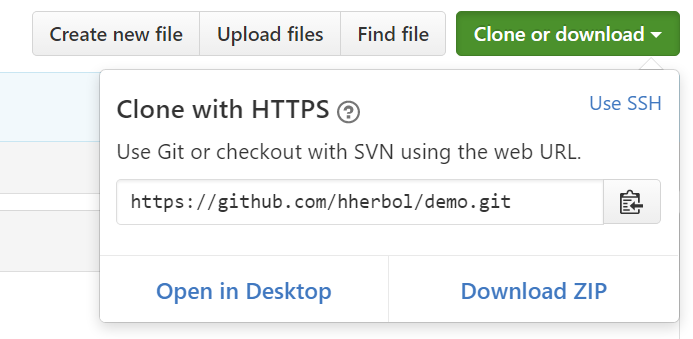 Create new file
Upload files
Find file
Clone or download
Clone with HTTPS
Use SSH
Use Git or checkout with SVN using the web URL.
https://github.com/hherbol/demo.git
Open in Desktop
Download ZIP